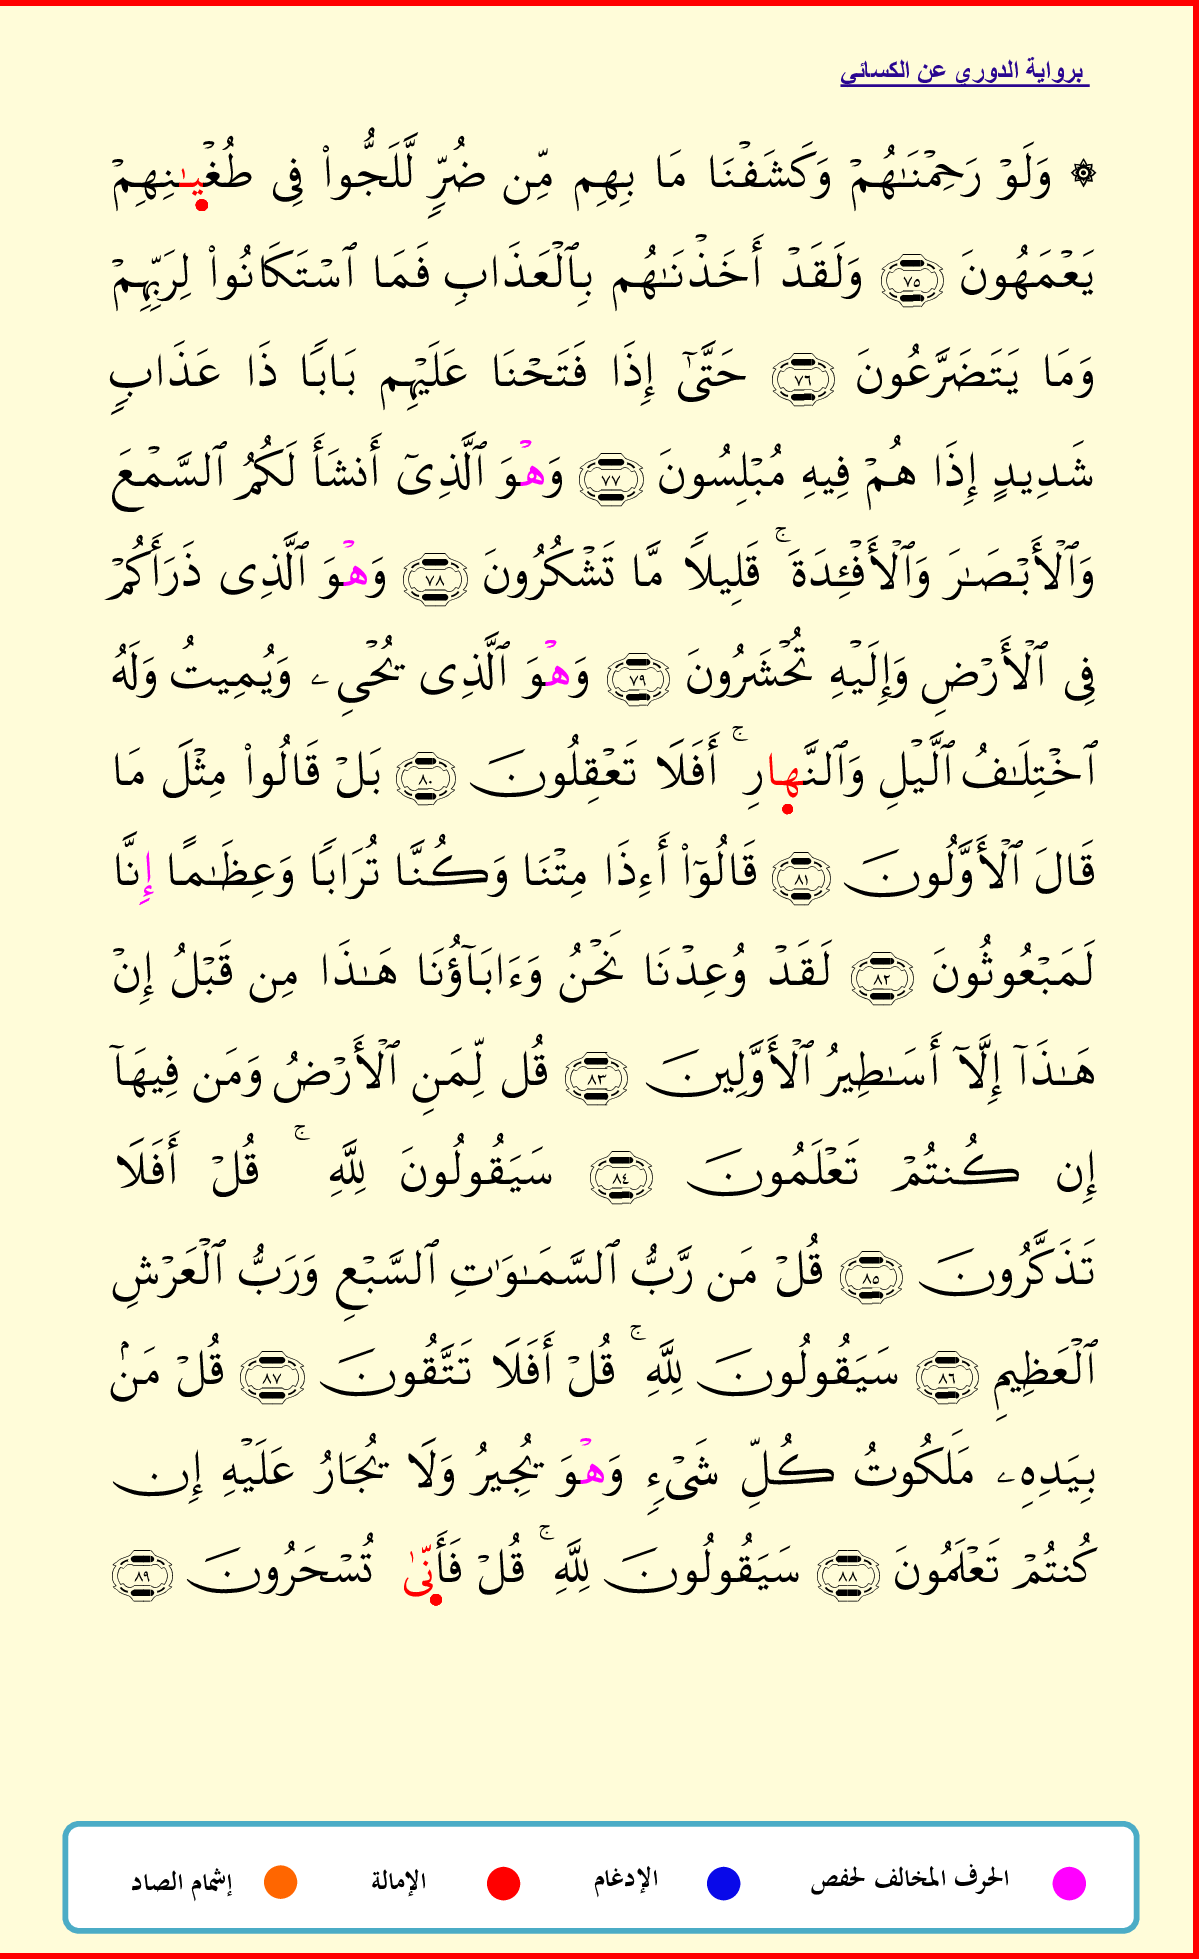 برواية الدوري عن الكسائي
۞ وَلَوْ رَحِمْنَـٰهُمْ وَكَشَفْنَا مَا بِهِم مِّن ضُرٍّ لَّلَجُّوا۟ فِى طُغْيَـٰنِهِمْ
يَعْمَهُونَ ٧٥ وَلَقَدْ أَخَذْنَـٰهُم بِٱلْعَذَابِ فَمَا ٱسْتَكَانُوا۟ لِرَبِّهِمْ
وَمَا يَتَضَرَّعُونَ ٧٦ حَتَّىٰٓ إِذَا فَتَحْنَا عَلَيْهِم بَابًا ذَا عَذَابٍ
شَدِيدٍ إِذَا هُمْ فِيهِ مُبْلِسُونَ ٧٧ وَهْوَ ٱلَّذِىٓ أَنشَأَ لَكُمُ ٱلسَّمْعَ
وَٱلْأَبْصَـٰرَ وَٱلْأَفْـِٔدَةَ ۚ قَلِيلًا مَّا تَشْكُرُونَ ٧٨ وَهْوَ ٱلَّذِى ذَرَأَكُمْ
فِى ٱلْأَرْضِ وَإِلَيْهِ تُحْشَرُونَ ٧٩ وَهْوَ ٱلَّذِى يُحْىِۦ وَيُمِيتُ وَلَهُ
ٱخْتِلَـٰفُ ٱلَّيْلِ وَٱلنَّهارِ ۚ أَفَلَا تَعْقِلُونَ ٨٠ بَلْ قَالُوا۟ مِثْلَ مَا
قَالَ ٱلْأَوَّلُونَ ٨١ قَالُوٓا۟ أَءِذَا مِتْنَا وَكُنَّا تُرَابًا وَعِظَـٰمًا إِنَّا
لَمَبْعُوثُونَ ٨٢ لَقَدْ وُعِدْنَا نَحْنُ وَءَابَآؤُنَا هَـٰذَا مِن قَبْلُ إِنْ
هَـٰذَآ إِلَّآ أَسَـٰطِيرُ ٱلْأَوَّلِينَ ٨٣ قُل لِّمَنِ ٱلْأَرْضُ وَمَن فِيهَآ
إِن كُنتُمْ تَعْلَمُونَ ٨٤ سَيَقُولُونَ لِلَّهِ ۚ قُلْ أَفَلَا
تَذَكَّرُونَ ٨٥ قُلْ مَن رَّبُّ ٱلسَّمَـٰوَٰتِ ٱلسَّبْعِ وَرَبُّ ٱلْعَرْشِ
ٱلْعَظِيمِ ٨٦ سَيَقُولُونَ لِلَّهِ ۚ قُلْ أَفَلَا تَتَّقُونَ ٨٧ قُلْ مَنۢ
بِيَدِهِۦ مَلَكُوتُ كُلِّ شَىْءٍ وَهْوَ يُجِيرُ وَلَا يُجَارُ عَلَيْهِ إِن
كُنتُمْ تَعْلَمُونَ ٨٨ سَيَقُولُونَ لِلَّهِ ۚ قُلْ فَأَنِّىٰ تُسْحَرُونَ ٨٩
الحرف المخالف لحفص الإدغام الإمالة إشمام الصاد